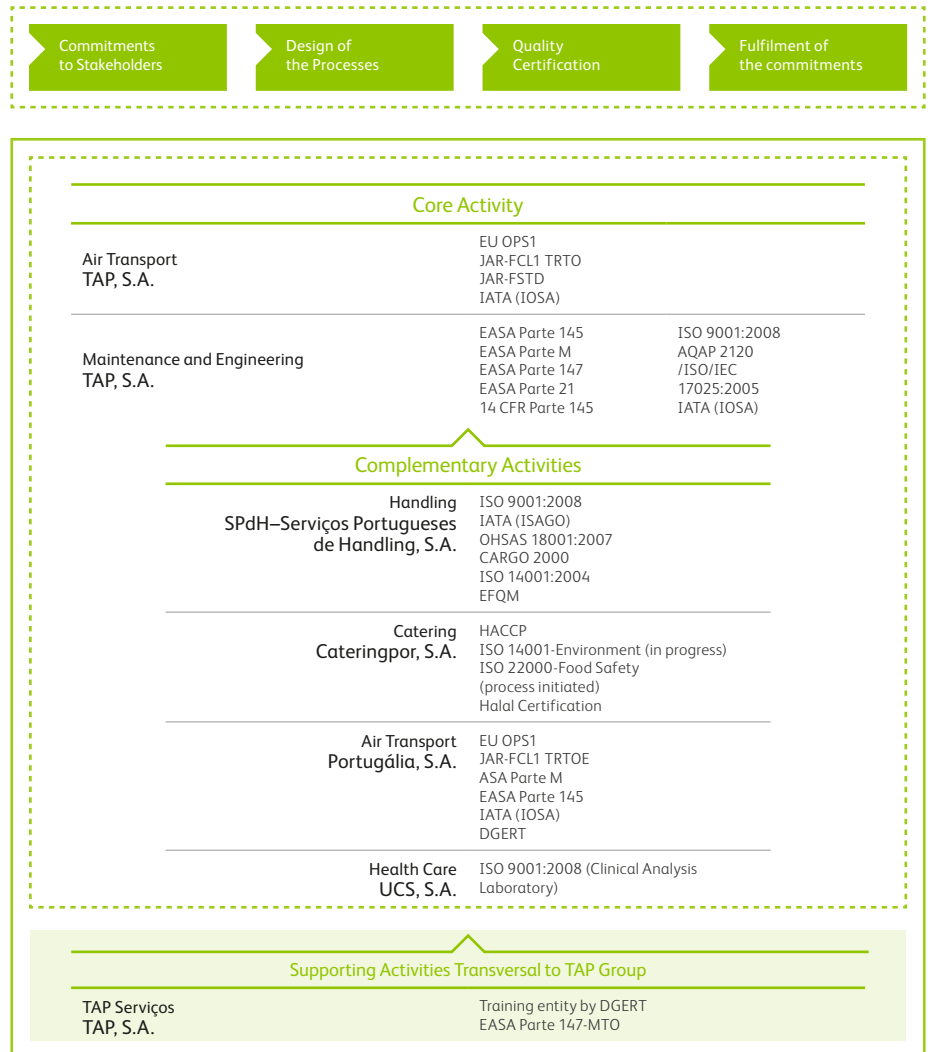 Commitments
to Stakeholders
Design of
the Processes
Quality
Certification
Fulfilment of
the commitments
Core Activity
Air Transport
TAP, S.A.
EU OPS1
JAR-FCL1 TRTO
JAR-FSTD
IATA (IOSA)
Maintenance and Engineering
TAP, S.A.
EASA Parte 145
EASA Parte M
EASA Parte 147
EASA Parte 21
14 CFR Parte 145
ISO 9001:2008
AQAP 2120
/ISO/IEC
17025:2005
IATA (IOSA)
Complementary Activities
Handling
SPdH–Serviços Portugueses
de Handling, S.A.
ISO 9001:2008
IATA (ISAGO)
OHSAS 18001:2007
CARGO 2000
ISO 14001:2004
EFQM
Catering
Cateringpor, S.A.
HACCP
ISO 14001-Environment (in progress)
ISO 22000-Food Safety
(process initiated)
Halal Certification
Air Transport
Portugália, S.A.
EU OPS1
JAR-FCL1 TRTOE
ASA Parte M
EASA Parte 145
IATA (IOSA)
DGERT
Health Care
UCS, S.A.
ISO 9001:2008 (Clinical Analysis
Laboratory)
Supporting Activities Transversal to TAP Group
TAP Serviços
TAP, S.A.
Training entity by DGERT
EASA Parte 147-MTO